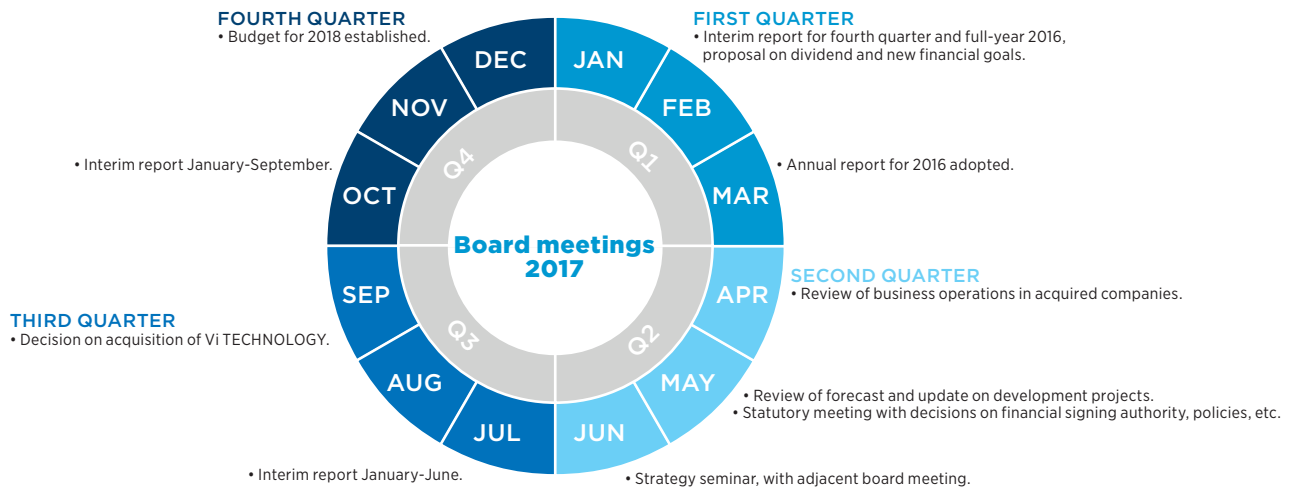 FOURTH QUARTER
• Budget for 2018 established.
FIRST QUARTER
• Interim report for fourth quarter and full-year 2016,
proposal on dividend and new financial goals.
DEC
JAN
NOV
FEB
• Interim report January-September.
Q4
Q1
• Annual report for 2016 adopted.
OCT
MAR
Board meetings
2017
SECOND QUARTER
• Review of business operations in acquired companies.
SEP
APR
THIRD QUARTER
• Decision on acquisition of Vi TECHNOLOGY.
Q3
Q2
AUG
MAY
• Review of forecast and update on development projects.
• Statutory meeting with decisions on financial signing authority, policies, etc.
JUL
JUN
• Interim report January-June.
• Strategy seminar, with adjacent board meeting.